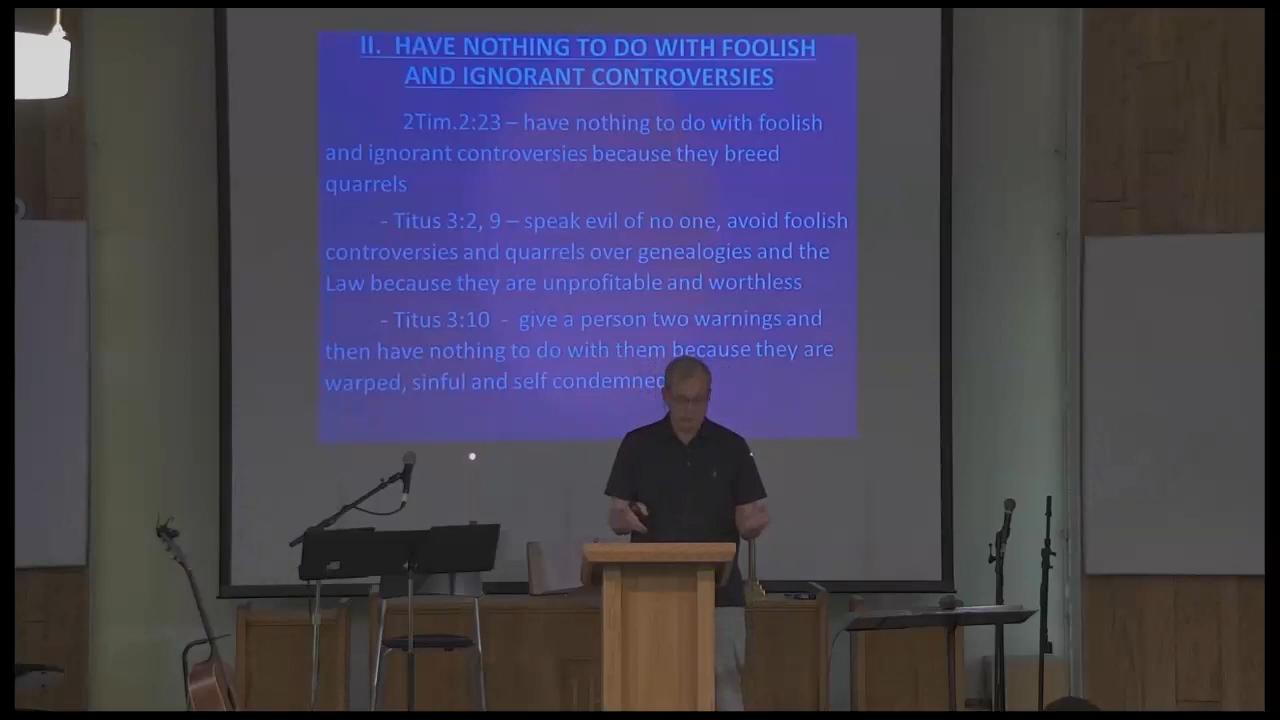 II. HAVE NOTHING TO DO WITH FOOLISH
AND IGNORANT CONTROVERSIES
2Tim.2:23 – have nothing to do with foolish
and ignorant controversies because they breed
quarrels
- Titus 3:2, 9 – speak evil of no one, avoid foolish
controversies and quarrels over genealogies and the
Law because they are unprofitable and worthless
- Titus 3:10 - give a person two warnings and
then have nothing to do with them because they are
warped, sinful and self condemned